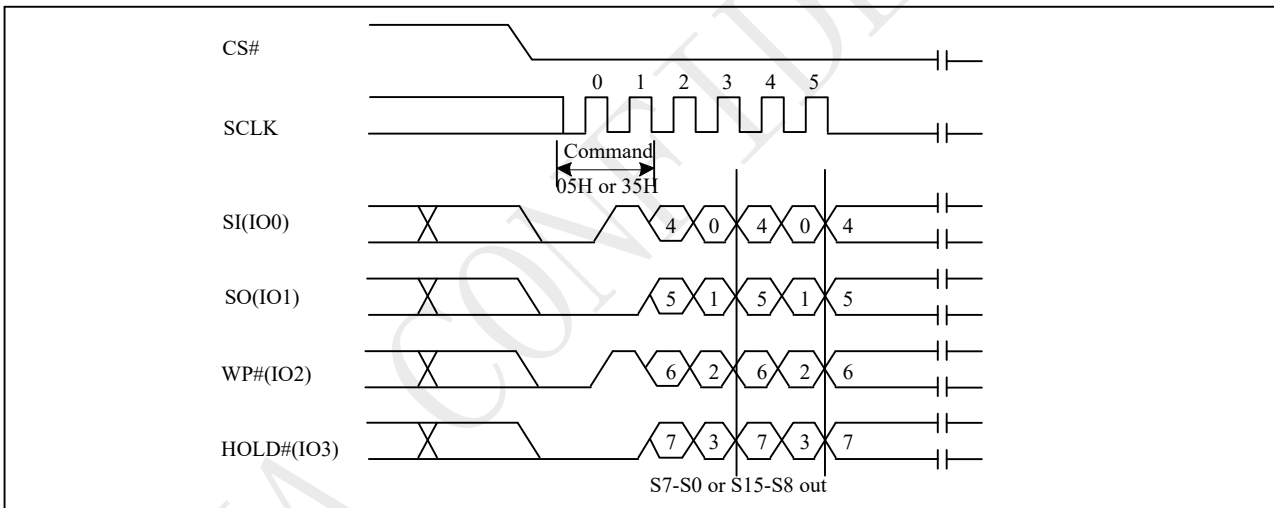 CS#
0 1 2 3 4 5
SCLK
Command
05H or 35H
SI(IO0) 4 0 4 0 4
SO(IO1) 5 1 5 1 5
WP#(IO2) 6 2 6 2 6
HOLD#(IO3) 7 3 7 3 7
S7-S0 or S15-S8 out